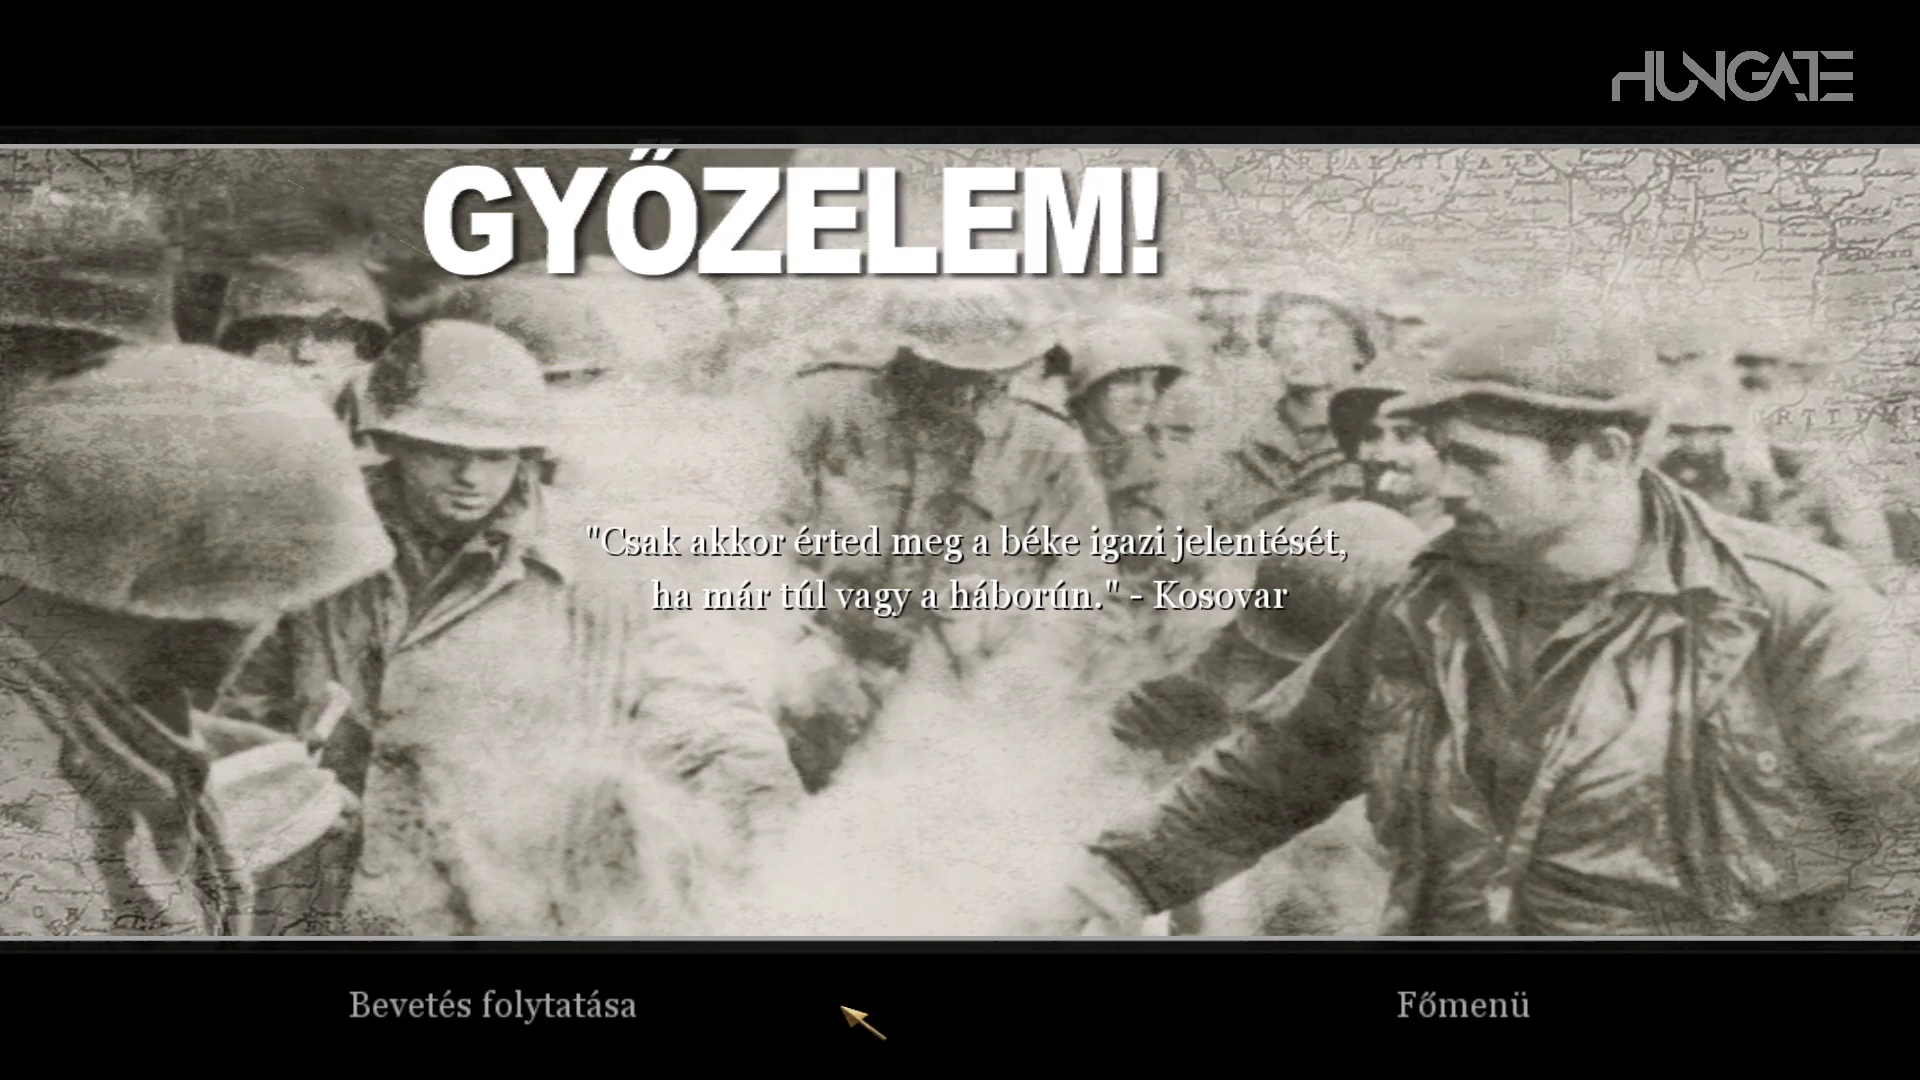 HUNGATE
GYŐZELEM!
"Csak akkor érted meg a béke igazi jelentését,
ha már túl vagy a háborún." - Kosovar
Bevetés folytatása
Főmenü